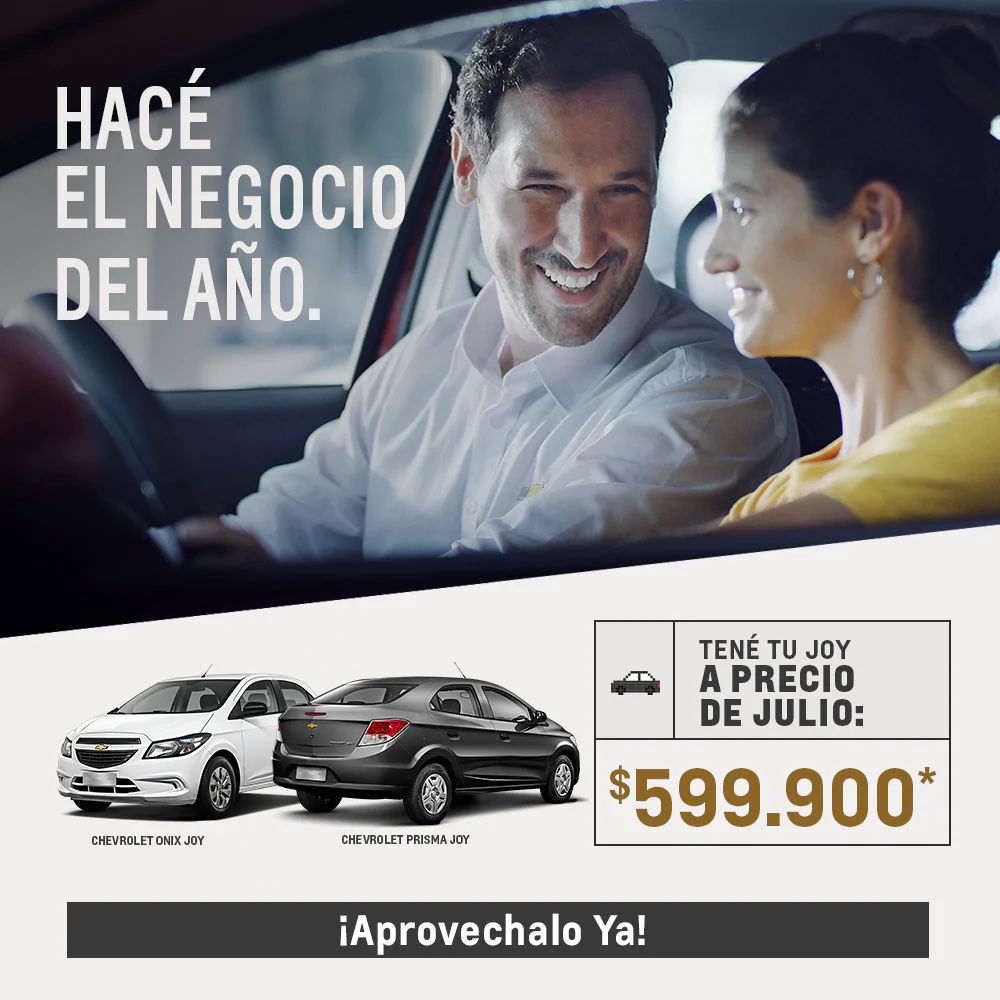 HACÉ
EL NEGOCIO
DEL AÑO.
TENÉ TU JOY
A PRECIO
DE JULIO:
$599.900*
CHEVROLET ONIX JOY
CHEVROLET PRISMA JOY
¡Aprovechalo Ya!